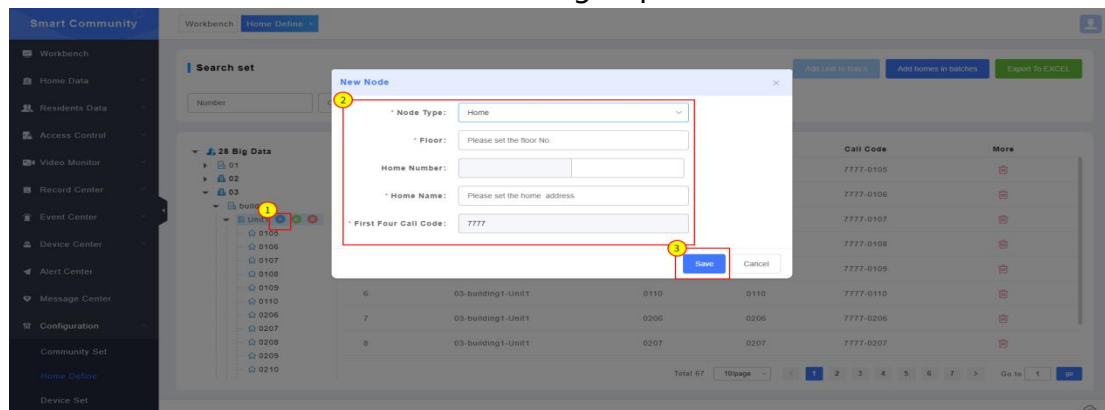 Smart Community
Workbench
Home Define
Workbench
Home Data
Residents Data
Access Control
Video Monitor
Record Center
Event Center
Device Center
Alert Center
Message Center
Configuration
Community Set
Home Define
Device Set
Search set
Add Unit in Batch
Add homes in batches
Export To EXCEL
Number
New Node
2
* Node Type:
Home
* Floor:
Please set the floor No.
Home Number:
* Home Name:
Please set the home address
* First Four Call Code:
7777
3
Save
Cancel
28 Big Data
01
02
03
1
0106
0107
0108
0109
0110
0206
0207
0208
0209
0210
Call Code
More
7777-0105
7777-0106
7777-0107
7777-0108
7777-0109
6 03-building1-Unit1 0110 0110 7777-0110
7 03-building1-Unit1 0206 0206 7777-0206
8 03-building1-Unit1 0207 0207 7777-0207
Total 67 10/page 1 2 3 4 5 6 7 Go to 1 go